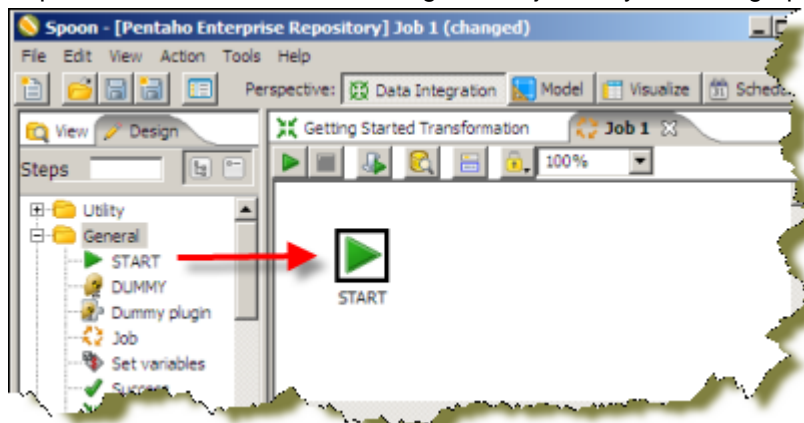 Spoon - [Pentaho Enterprise Repository] Job 1 (changed)
File Edit View Action Tools Help
Perspective: Data Integration Model Visualize
View Design
Getting Started Transformation Job 1
Steps
100%
Utility
General
START
DUMMY
Dummy plugin
Job
Set variables
Success
START